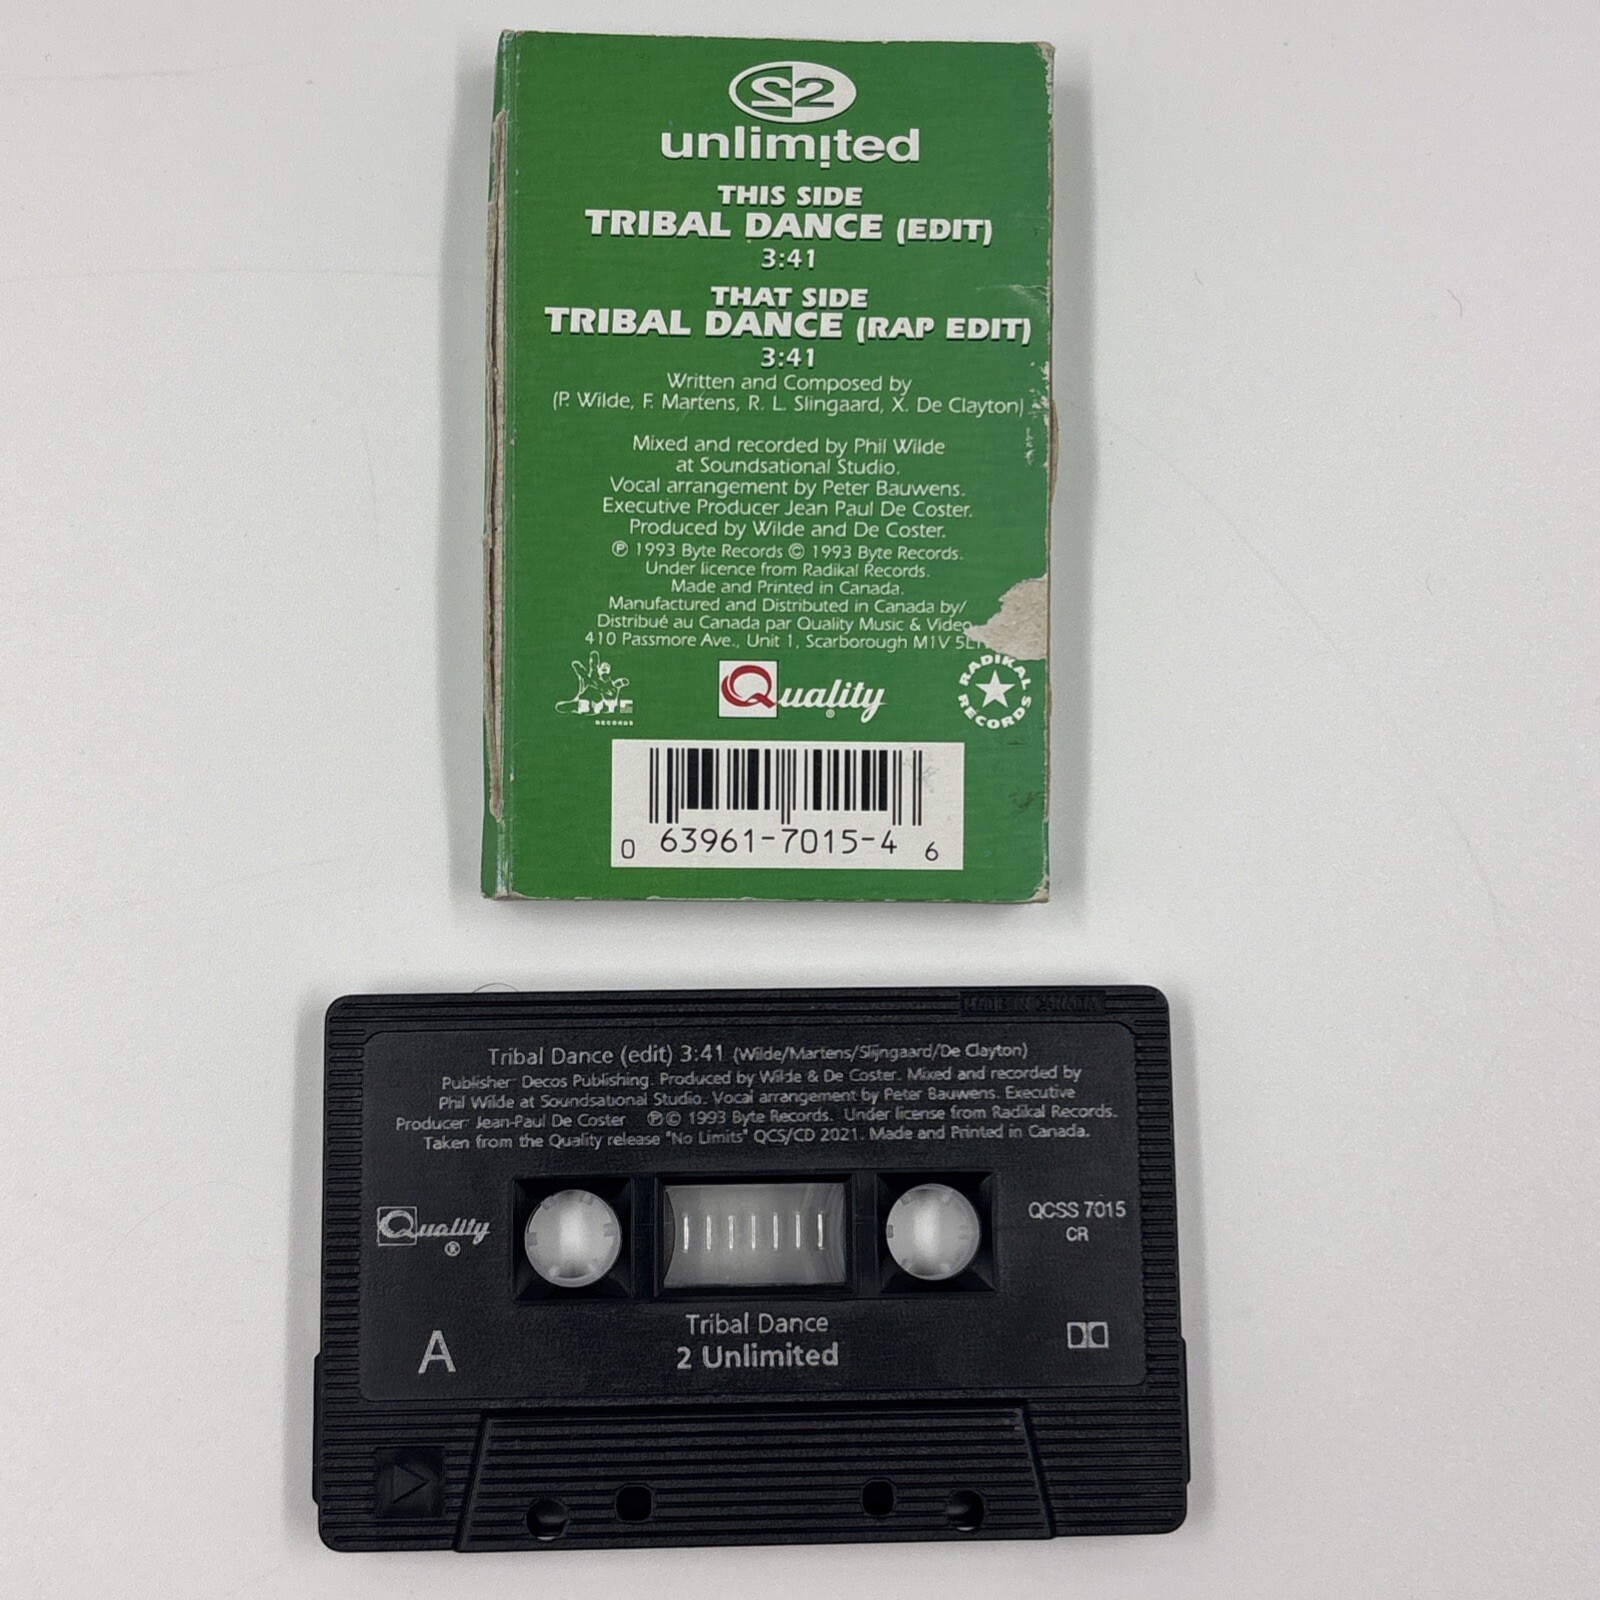 2
unlimited
THIS SIDE
TRIBAL DANCE (EDIT)
3:41
THAT SIDE
TRIBAL DANCE (RAP EDIT)
3:41
Written and Composed by
(P. Wilde, F. Martens, R. L. Slingaard, X. De Clayton)
Mixed and recorded by Phil Wilde
at Soundsational Studio.
Vocal arrangement by Peter Bauwens.
Executive Producer Jean Paul De Coster.
Produced by Wilde and De Coster.
℗ 1993 Byte Records © 1993 Byte Records.
Under licence from Radikal Records.
Made and Printed in Canada.
Manufactured and Distributed in Canada by/
Distribué au Canada par Quality Music & Video
410 Passmore Ave., Unit 1, Scarborough M1V
BYTE
RECORDS
Quality
®
RADIKAL RECORDS
0 63961-7015-4 6
MADE IN CANADA
Tribal Dance (edit) 3:41 (Wilde/Martens/Slijngaard/De Clayton)
Publisher: Decos Publishing. Produced by Wilde & De Coster. Mixed and recorded by
Phil Wilde at Soundsational Studio. Vocal arrangement by Peter Bauwens. Executive
Producer: Jean-Paul De Coster ℗© 1993 Byte Records. Under license from Radikal Records.
Taken from the Quality release "No Limits" QCS/CD 2021. Made and Printed in Canada.
Quality
®
QCSS 7015
CR
Tribal Dance
2 Unlimited
A